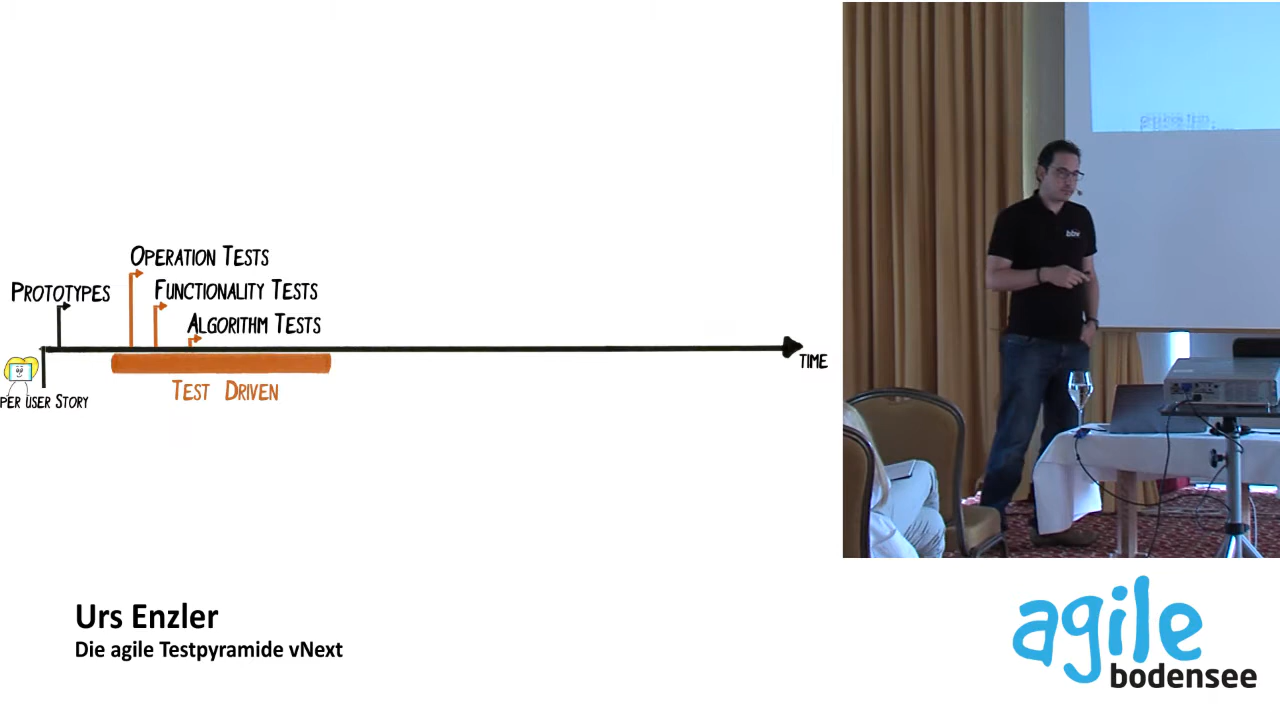 OPERATION TESTS
PROTOTYPES
FUNCTIONALITY TESTS
ALGORITHM TESTS
TIME
TEST DRIVEN
PER USER STORY
bbv
Urs Enzler
Die agile Testpyramide vNext
agile
bodensee